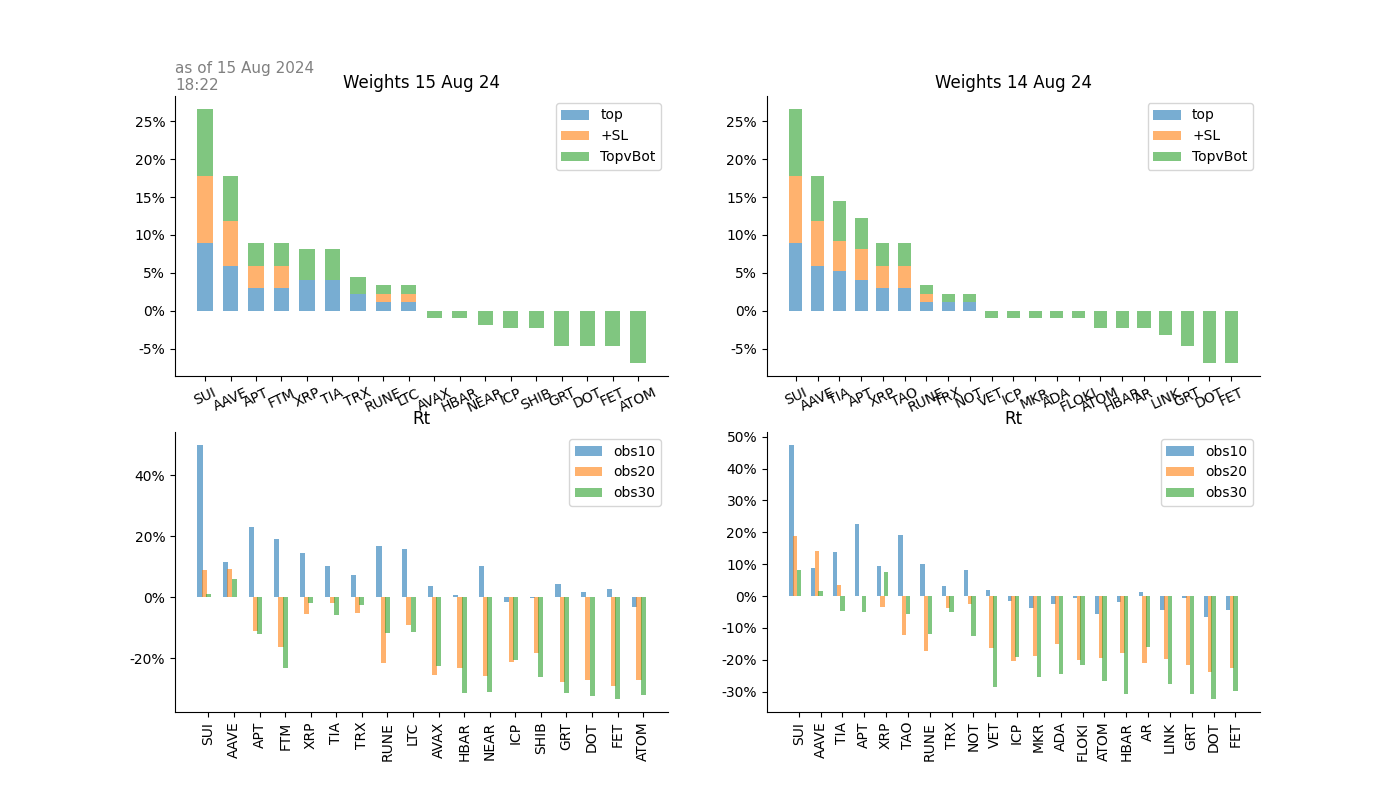 as of 15 Aug 2024
18:22
Weights 15 Aug 24
25%
20%
15%
10%
5%
0%
-5%
top
+SL
TopvBot
SUI AAVE APT FTM XRP TIA TRX RUNE LTC AVAX HBAR NEAR ICP SHIB GRT DOT FET ATOM
Weights 14 Aug 24
25%
20%
15%
10%
5%
0%
-5%
top
+SL
TopvBot
SUI AAVE TIA APT XRP TAO RUNE TRX NOT VET ICP MKR ADA FLOKI ATOM HBAR AR LINK GRT DOT FET
Rt
40%
20%
0%
-20%
obs10
obs20
obs30
SUI AAVE APT FTM XRP TIA TRX RUNE LTC AVAX HBAR NEAR ICP SHIB GRT DOT FET ATOM
Rt
50%
40%
30%
20%
10%
0%
-10%
-20%
-30%
obs10
obs20
obs30
SUI AAVE TIA APT XRP TAO RUNE TRX NOT VET ICP MKR ADA FLOKI ATOM HBAR AR LINK GRT DOT FET